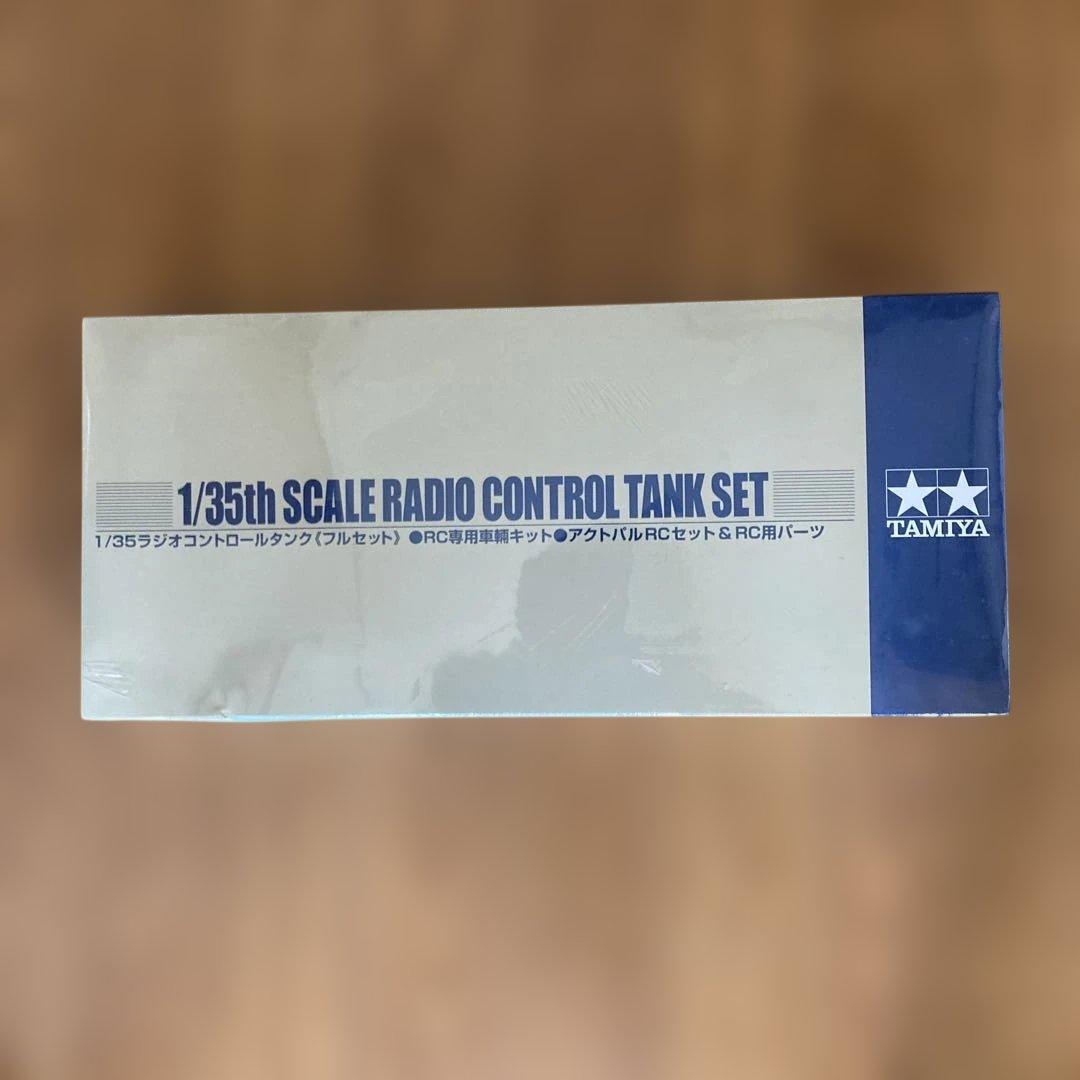 1/35th SCALE RADIO CONTROL TANK SET
1/35ラジオコントロールタンク《フルセット》 ●RC専用車輛キット●アクトパルRCセット&RC用パーツ
TAMIYA